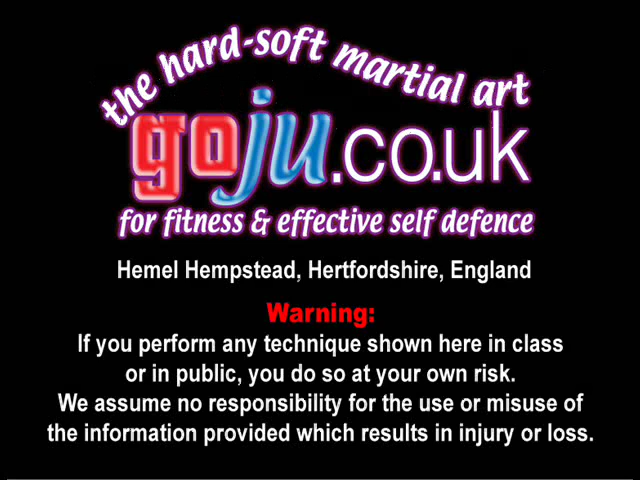 the hard-soft martial art
goju.co.uk
for fitness & effective self defence
Hemel Hempstead, Hertfordshire, England
Warning:
If you perform any technique shown here in class
or in public, you do so at your own risk.
We assume no responsibility for the use or misuse of
the information provided which results in injury or loss.